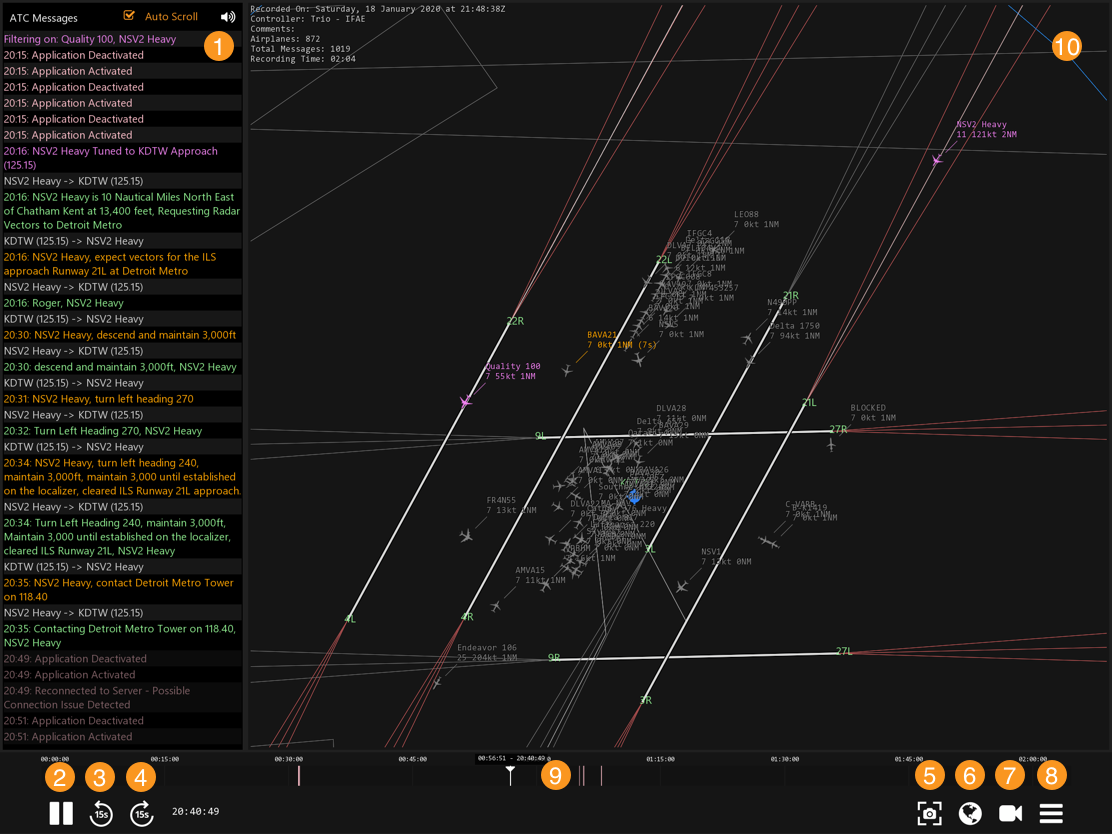 ATC Messages
Auto Scroll
Filtering on: Quality 100, NSV2 Heavy
1
20:15: Application Deactivated
20:15: Application Activated
20:15: Application Deactivated
20:15: Application Activated
20:15: Application Deactivated
20:15: Application Activated
20:16: NSV2 Heavy Tuned to KDTW Approach
(125.15)
NSV2 Heavy -> KDTW (125.15)
20:16: NSV2 Heavy is 10 Nautical Miles North East
of Chatham Kent at 13,400 feet, Requesting Radar
Vectors to Detroit Metro
KDTW (125.15) -> NSV2 Heavy
20:16: NSV2 Heavy, expect vectors for the ILS
approach Runway 21L at Detroit Metro
NSV2 Heavy -> KDTW (125.15)
20:16: Roger, NSV2 Heavy
KDTW (125.15) -> NSV2 Heavy
20:30: NSV2 Heavy, descend and maintain 3,000ft
NSV2 Heavy -> KDTW (125.15)
20:30: descend and maintain 3,000ft, NSV2 Heavy
KDTW (125.15) -> NSV2 Heavy
20:31: NSV2 Heavy, turn left heading 270
NSV2 Heavy -> KDTW (125.15)
20:32: Turn Left Heading 270, NSV2 Heavy
KDTW (125.15) -> NSV2 Heavy
20:34: NSV2 Heavy, turn left heading 240,
maintain 3,000ft, maintain 3,000 until established
on the localizer, cleared ILS Runway 21L approach.
NSV2 Heavy -> KDTW (125.15)
20:34: Turn Left Heading 240, maintain 3,000ft,
Maintain 3,000 until established on the localizer,
cleared ILS Runway 21L, NSV2 Heavy
KDTW (125.15) -> NSV2 Heavy
20:35: NSV2 Heavy, contact Detroit Metro Tower
on 118.40
NSV2 Heavy -> KDTW (125.15)
20:35: Contacting Detroit Metro Tower on 118.40,
NSV2 Heavy
20:49: Application Deactivated
20:49: Application Activated
20:49: Reconnected to Server - Possible
Connection Issue Detected
20:51: Application Deactivated
20:51: Application Activated
Recorded On: Saturday, 18 January 2020 at 21:48:38Z
Controller: Trio - IFAE
Comments:
Airplanes: 872
Total Messages: 1019
Recording Time: 02:04
10
NSV2 Heavy
11 121kt 2NM
LEO88
7 0kt 1NM
IFGC4
22L
21R
22R
N498PP
7 14kt 1NM
Delta 1750
7 94kt 1NM
7 0kt 1NM
BAVA21
7 0kt 1NM (7s)
Quality 100
7 55kt 1NM
21L
BLOCKED
7 0kt 1NM
27R
9L
DLVA28
7 11kt 0NM
FR4N55
7 13kt 0NM
3L
NSV1
7 13kt 0NM
AMVA15
7 11kt 1NM
4L
4R
Endeavor 106
25 204kt 1NM
9R
27L
3R
00:00:00
00:15:00
00:30:00
00:45:00
00:56:51 - 20:40:49
01:15:00
01:30:00
01:45:00
02:00:00
2
3
4
9
5
6
7
8
15s
15s
20:40:49